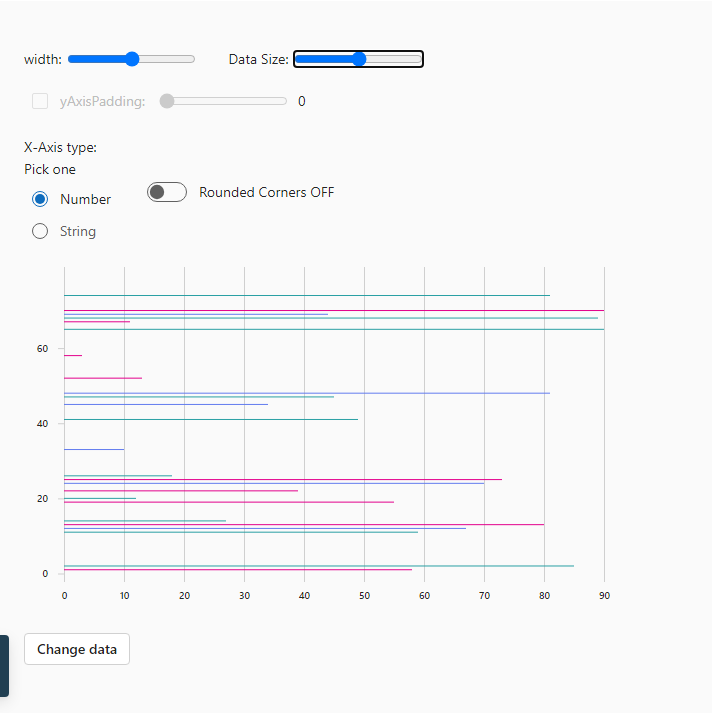 width: Data Size:
yAxisPadding: 0
X-Axis type:
Pick one
Number Rounded Corners OFF
String
60
40
20
0
0 10 20 30 40 50 60 70 80 90
Change data